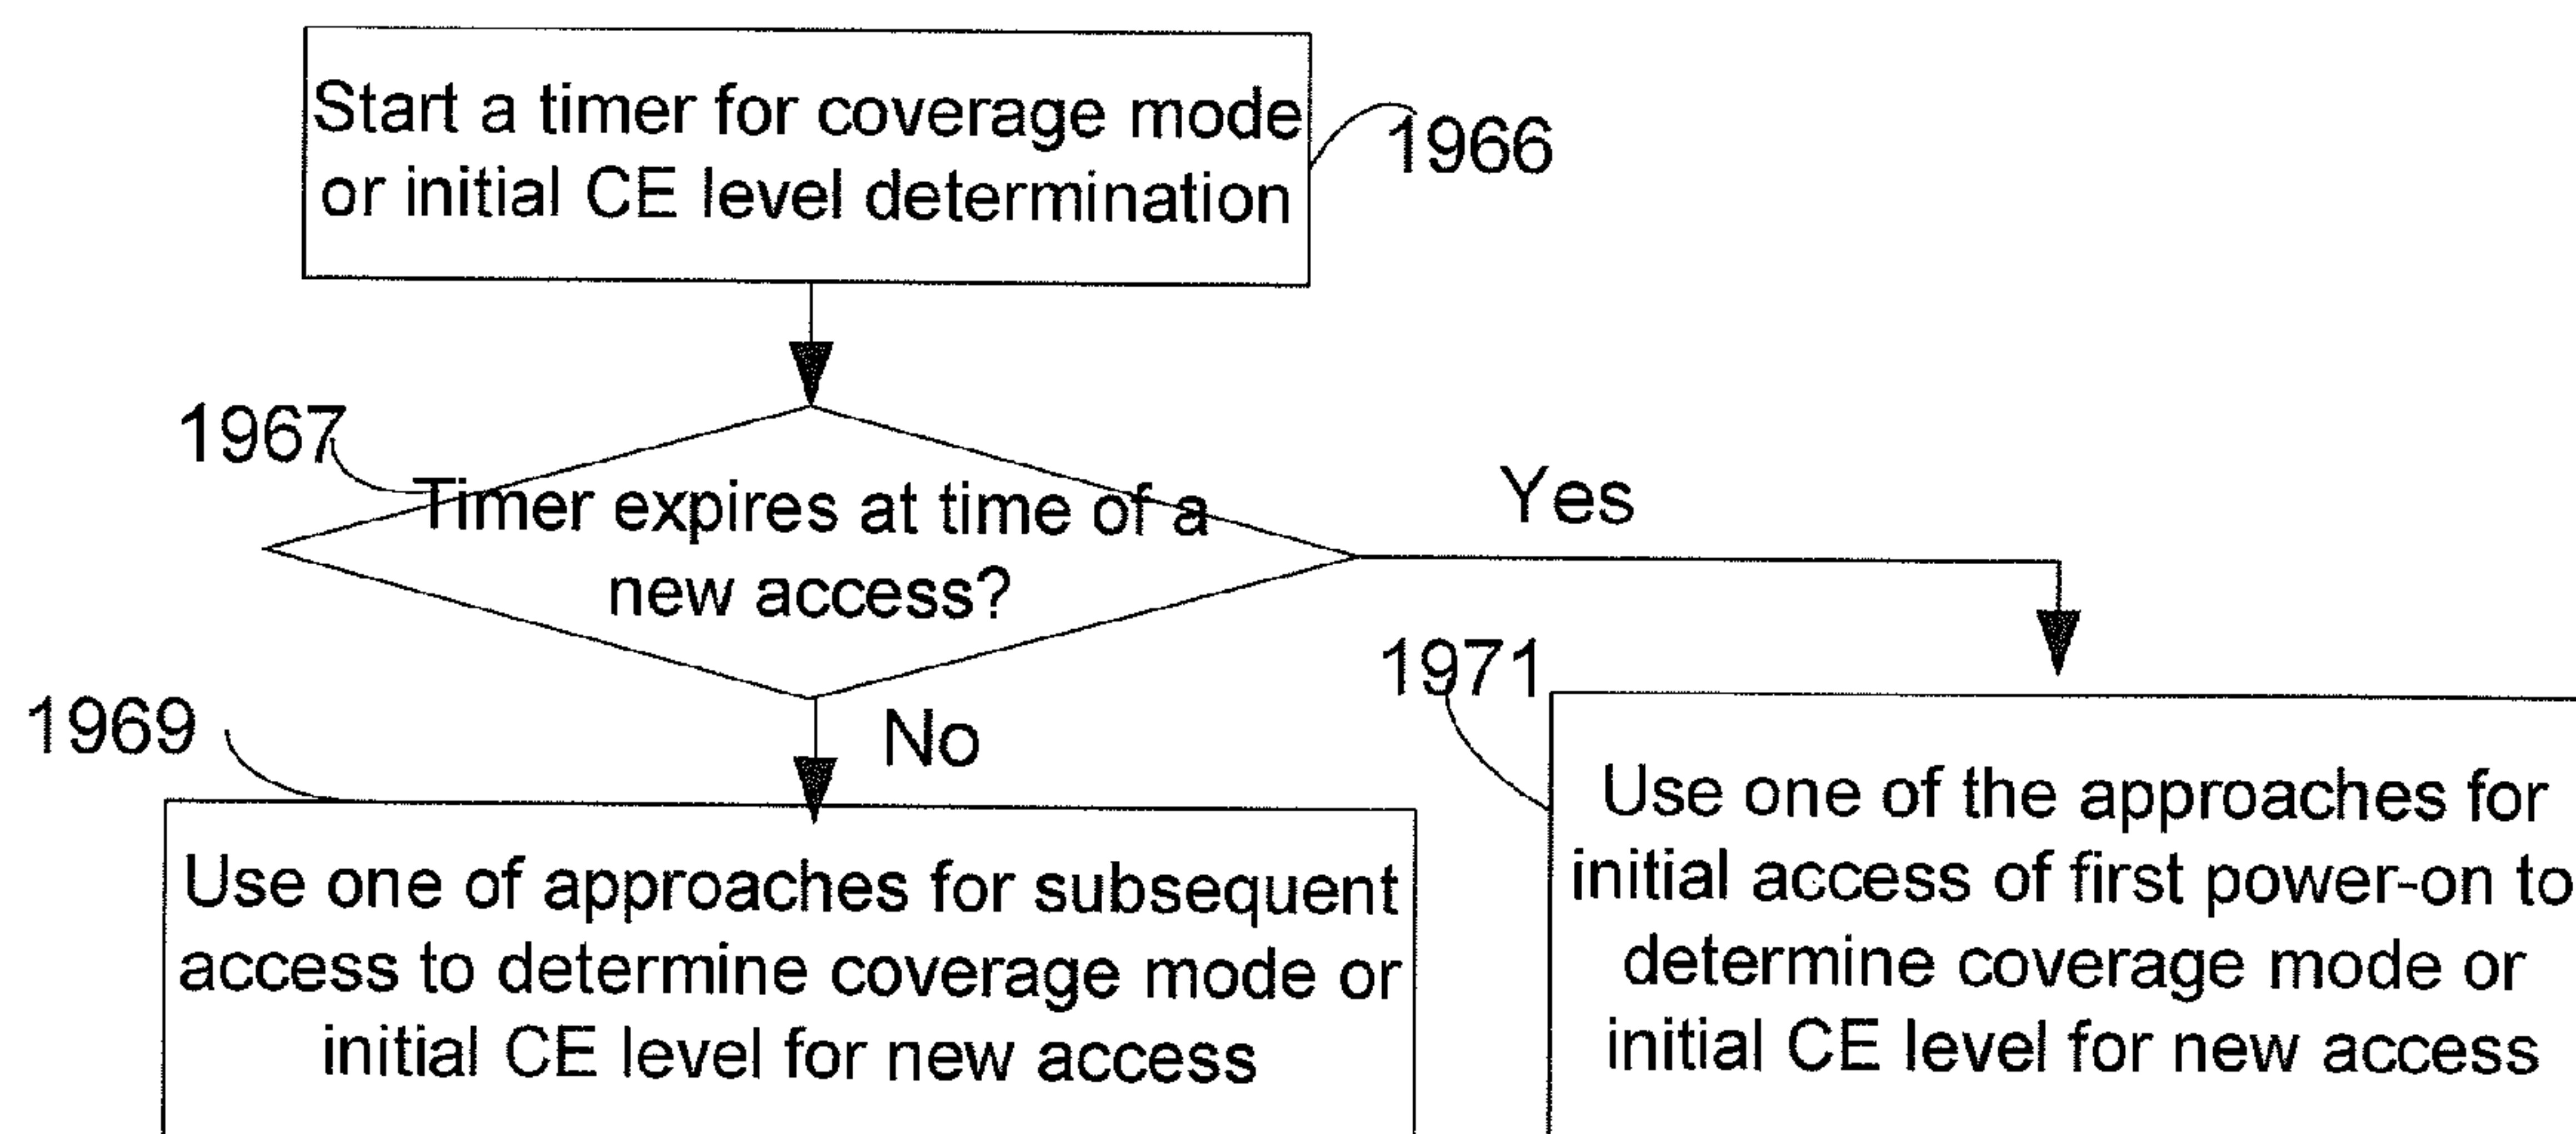 Start a timer for coverage mode
or initial CE level determination
1966
1967
Timer expires at time of a
new access?
Yes
No
1969
Use one of approaches for subsequent
access to determine coverage mode or
initial CE level for new access
1971
Use one of the approaches for
initial access of first power-on to
determine coverage mode or
initial CE level for new access